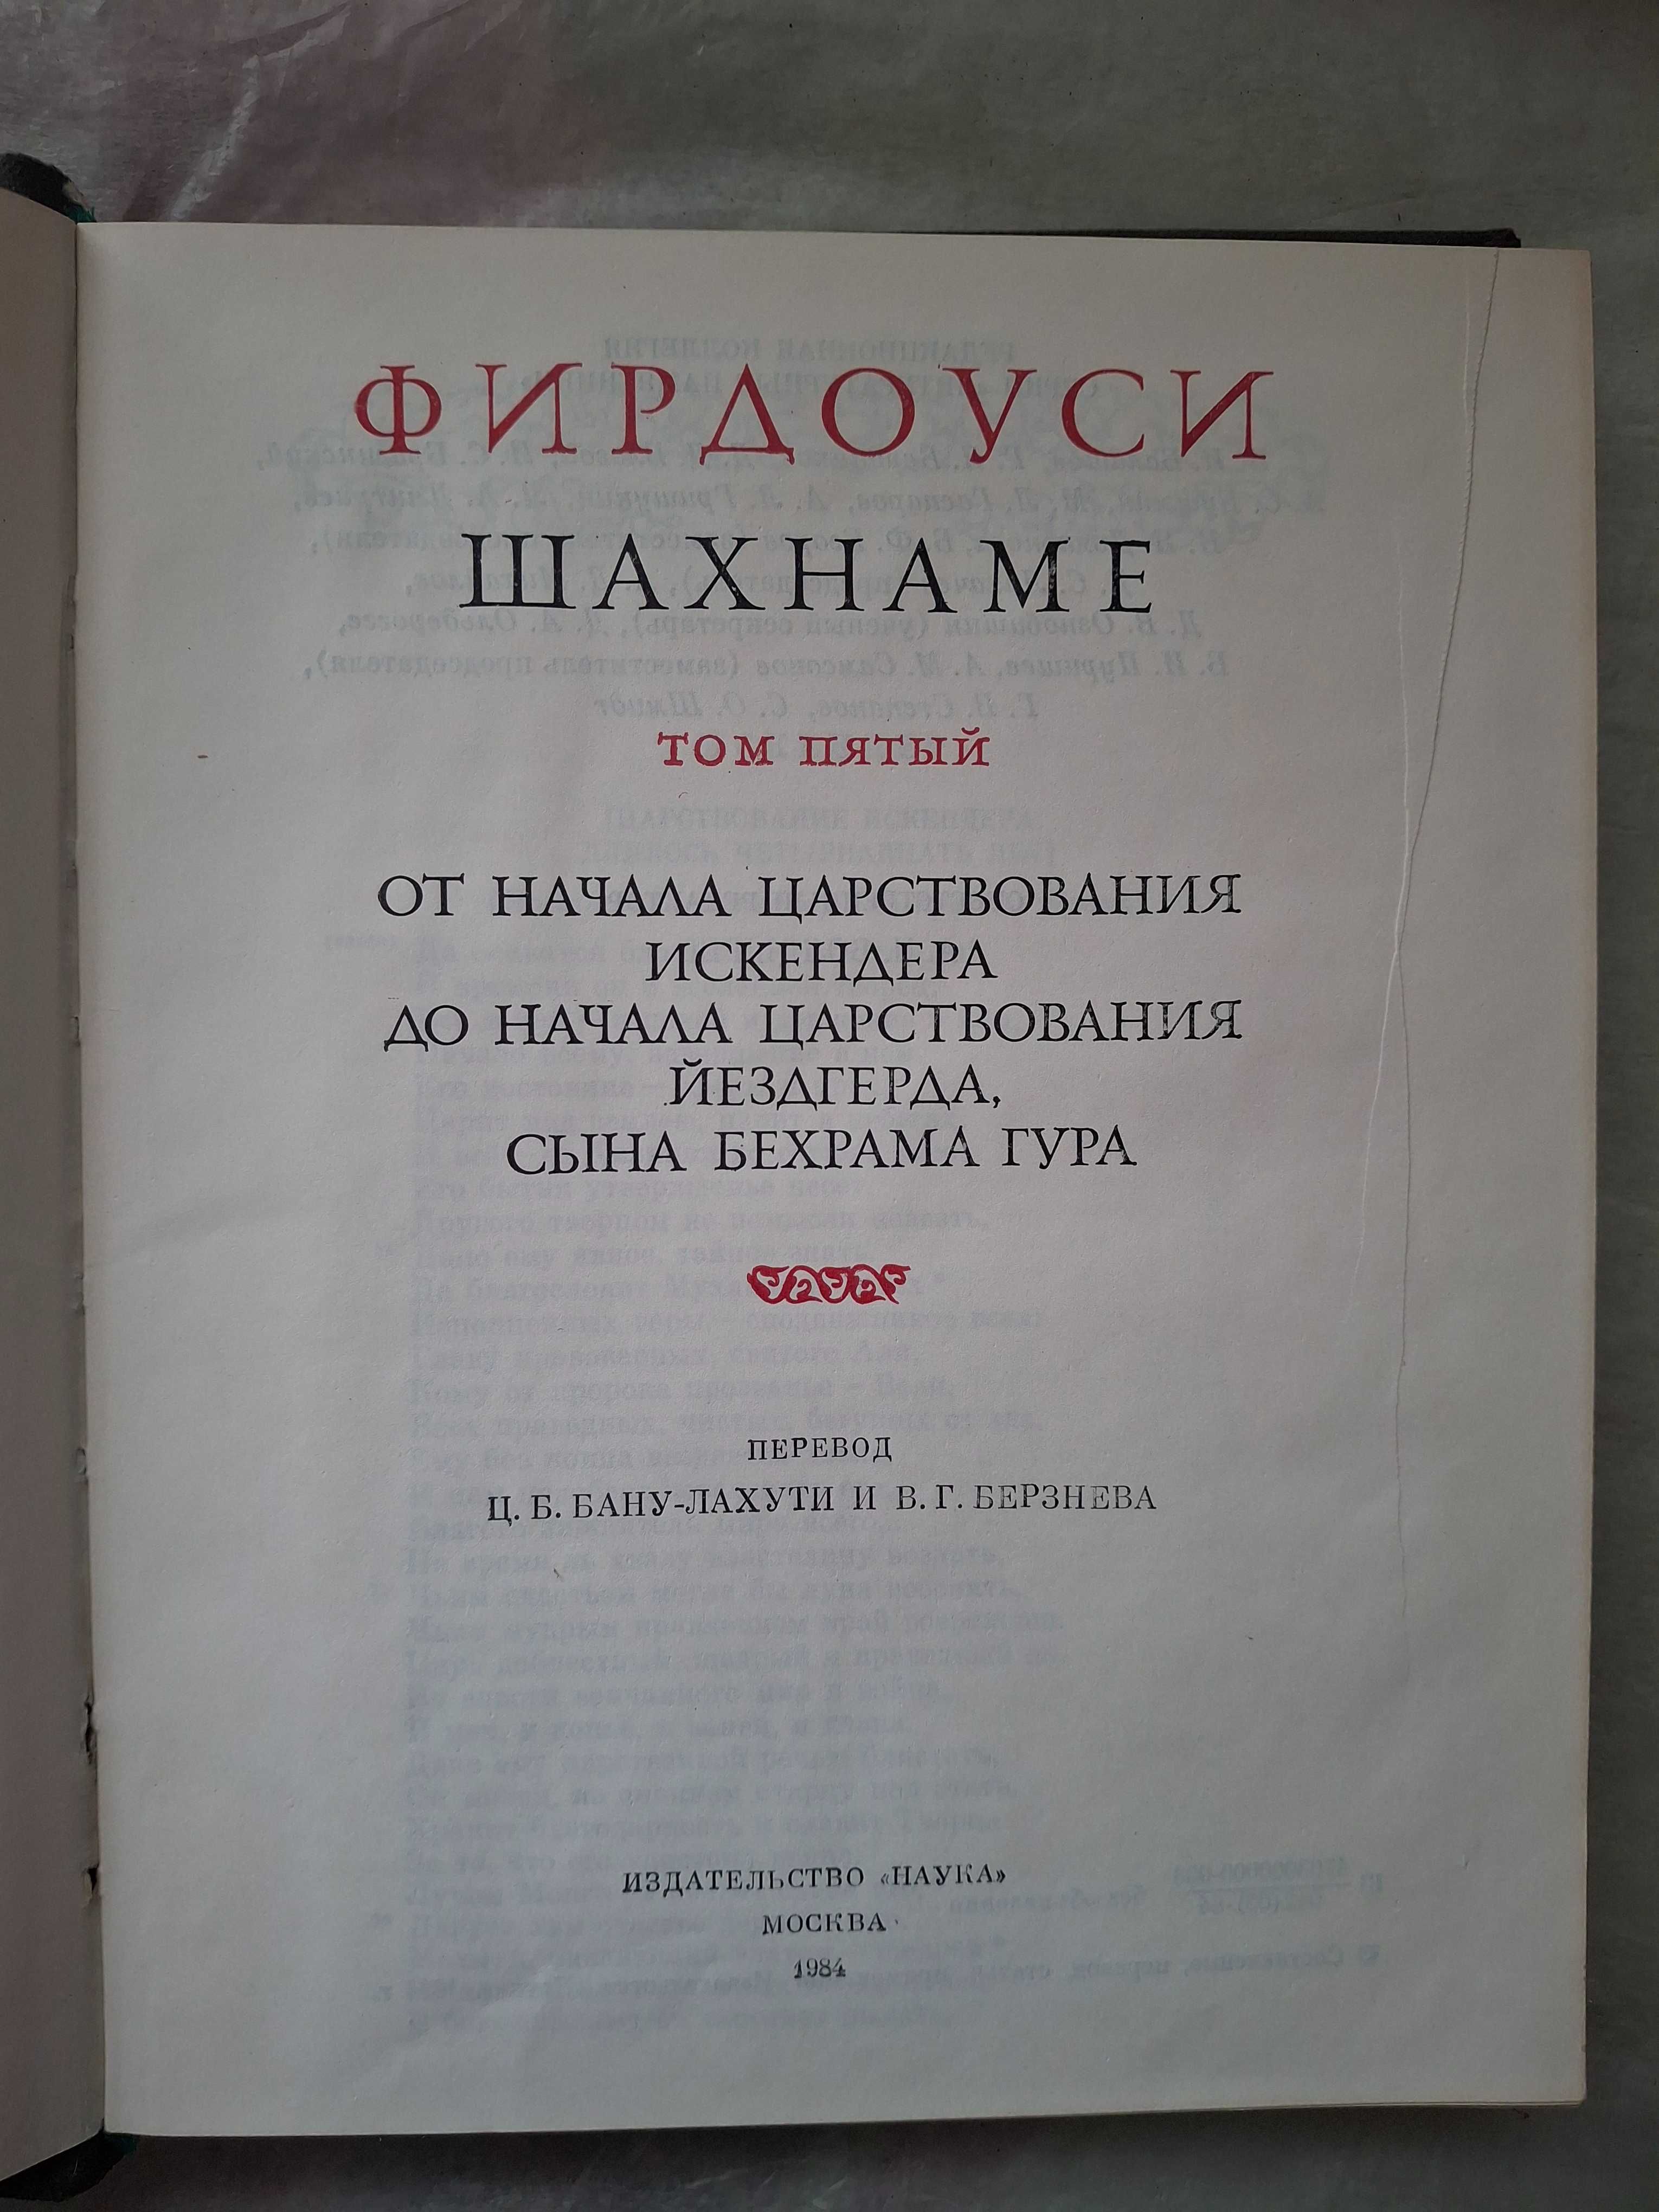 ФИРДОУСИ
ШАХНАМЕ
ТОМ ПЯТЫЙ
ОТ НАЧАЛА ЦАРСТВОВАНИЯ
ИСКЕНДЕРА
ДО НАЧАЛА ЦАРСТВОВАНИЯ
ЙЕЗДГЕРДА,
СЫНА БЕХРАМА ГУРА
ПЕРЕВОД
Ц. Б. БАНУ-ЛАХУТИ И В. Г. БЕРЗНЕВА
ИЗДАТЕЛЬСТВО «НАУКА»
МОСКВА
1984